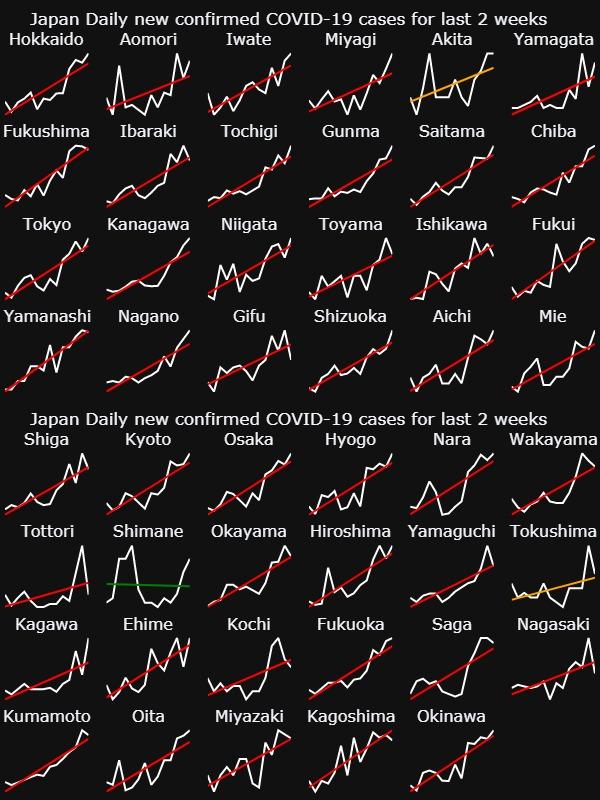 Japan Daily new confirmed COVID-19 cases for last 2 weeks
Hokkaido Aomori Iwate Miyagi Akita Yamagata
Fukushima Ibaraki Tochigi Gunma Saitama Chiba
Tokyo Kanagawa Niigata Toyama Ishikawa Fukui
Yamanashi Nagano Gifu Shizuoka Aichi Mie
Japan Daily new confirmed COVID-19 cases for last 2 weeks
Shiga Kyoto Osaka Hyogo Nara Wakayama
Tottori Shimane Okayama Hiroshima Yamaguchi Tokushima
Kagawa Ehime Kochi Fukuoka Saga Nagasaki
Kumamoto Oita Miyazaki Kagoshima Okinawa